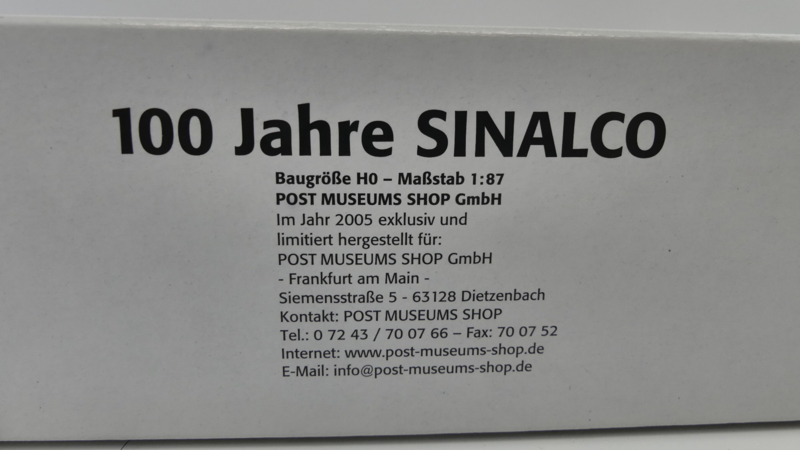 100 Jahre SINALCO
Baugröße H0 – Maßstab 1:87
POST MUSEUMS SHOP GmbH
Im Jahr 2005 exklusiv und
limitiert hergestellt für:
POST MUSEUMS SHOP GmbH
- Frankfurt am Main -
Siemensstraße 5 - 63128 Dietzenbach
Kontakt: POST MUSEUMS SHOP
Tel.: 0 72 43 / 70 07 66 – Fax: 70 07 52
Internet: www.post-museums-shop.de
E-Mail: info@post-museums-shop.de